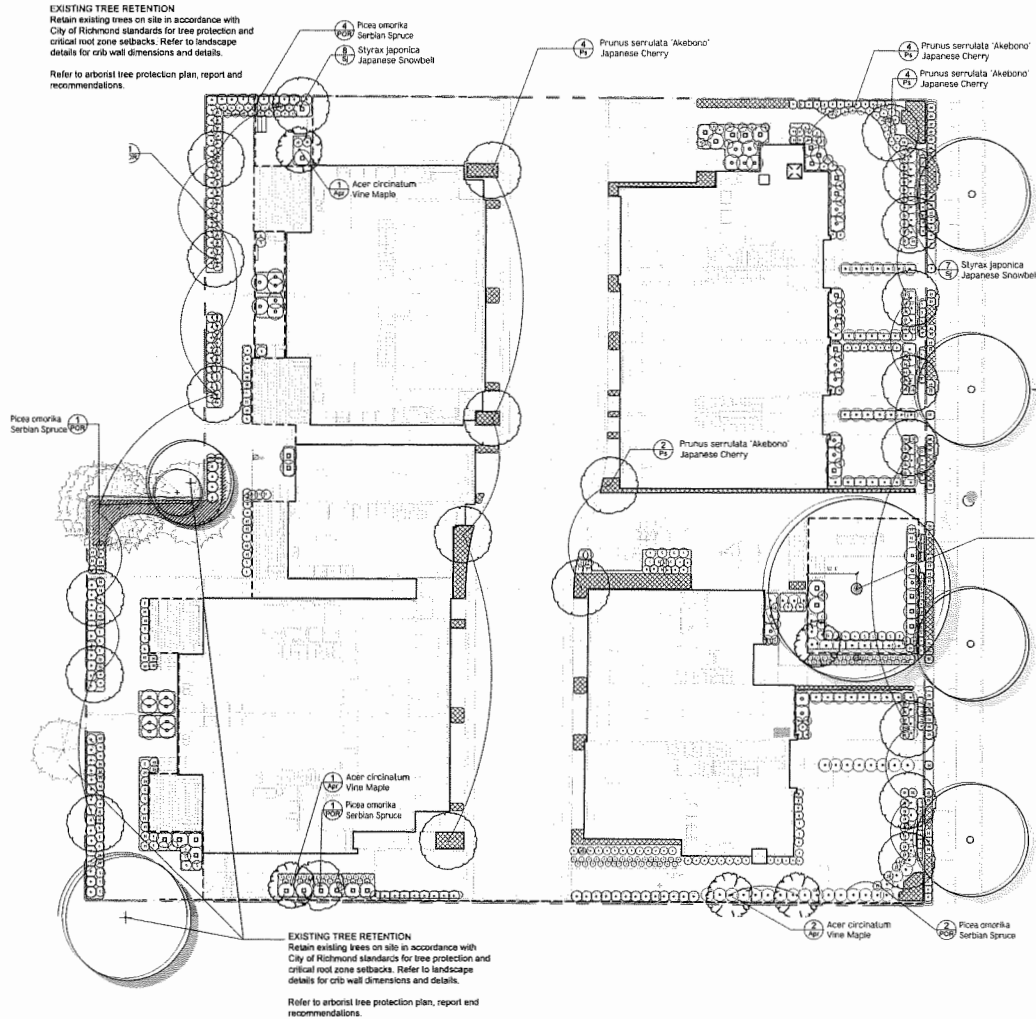 EXISTING TREE RETENTION
Retain existing trees on site in accordance with
City of Richmond standards for tree protection and
critical root zone setbacks. Refer to landscape
details for crib wall dimensions and details.
Refer to arborist tree protection plan, report and
recommendations.
4 Picea omorika
POR Serbian Spruce
8 Styrax japonica
Sj Japanese Snowbell
4 Prunus serrulata 'Akebono'
Ps Japanese Cherry
4 Prunus serrulata 'Akebono'
Ps Japanese Cherry
4 Prunus serrulata 'Akebono'
Ps Japanese Cherry
1 Acer circinatum
Apr Vine Maple
7 Styrax japonica
Sj Japanese Snowbell
Picea omorika 1
Serbian Spruce POR
2 Prunus serrulata 'Akebono'
Ps Japanese Cherry
1 Acer circinatum
Apr Vine Maple
1 Picea omorika
POR Serbian Spruce
2 Acer circinatum
Apr Vine Maple
2 Picea omorika
POR Serbian Spruce
EXISTING TREE RETENTION
Retain existing trees on site in accordance with
City of Richmond standards for tree protection and
critical root zone setbacks. Refer to landscape
details for crib wall dimensions and details.
Refer to arborist tree protection plan, report end
recommendations.